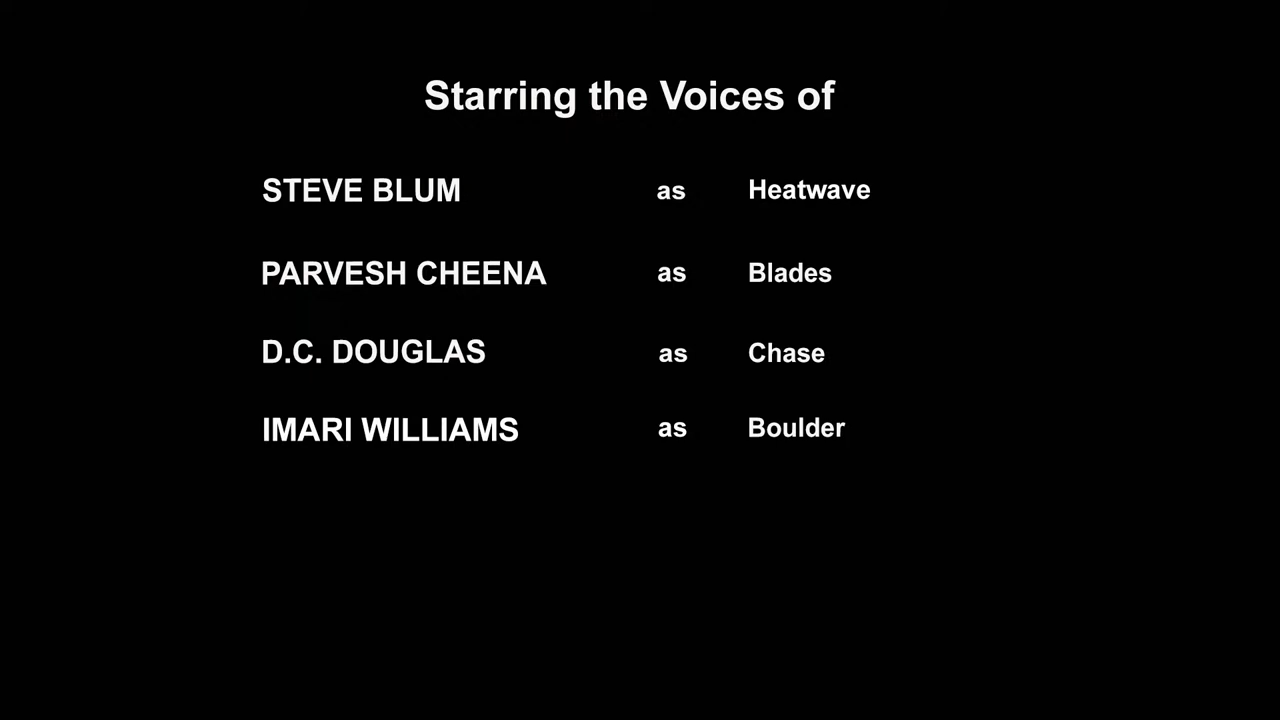 Starring the Voices of
STEVE BLUM as Heatwave
PARVESH CHEENA as Blades
D.C. DOUGLAS as Chase
IMARI WILLIAMS as Boulder